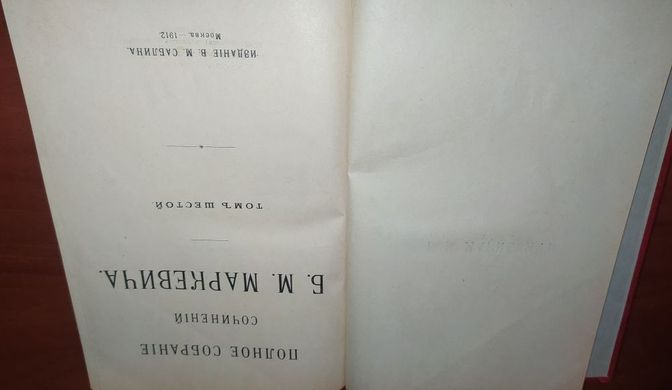 ПОЛНОЕ СОБРАНІЕ
СОЧИНЕНІЙ
Б. М. МАРКЕВИЧА.
ТОМЪ ШЕСТОЙ
ИЗДАНІЕ В. М. САБЛИНА.
Москва. — 1912.